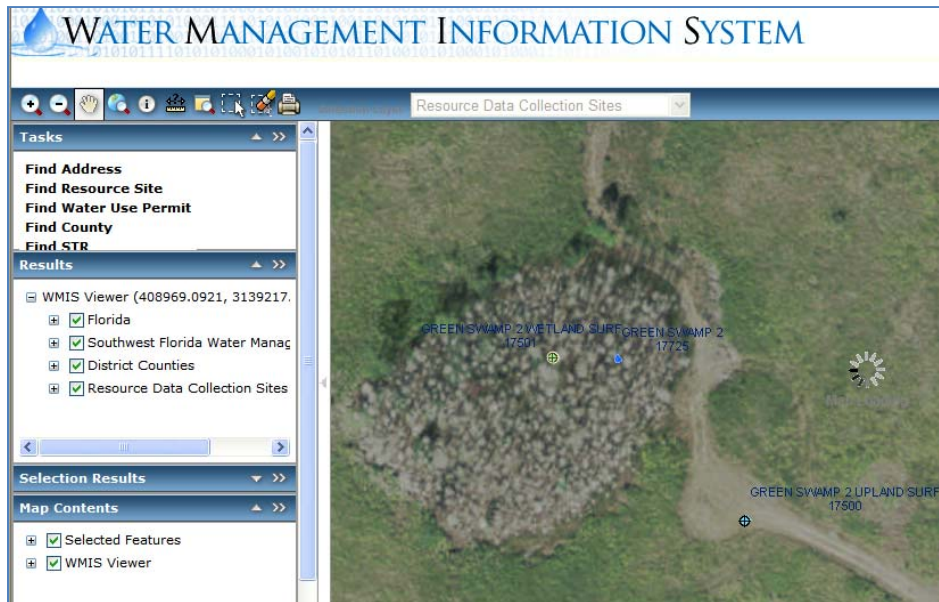 WATER MANAGEMENT INFORMATION SYSTEM
Resource Data Collection Sites
Tasks
Find Address
Find Resource Site
Find Water Use Permit
Find County
Find STR
Results
WMIS Viewer (408969.0921, 3139217.
Florida
Southwest Florida Water Manag
District Counties
Resource Data Collection Sites
Selection Results
Map Contents
Selected Features
WMIS Viewer
GREEN SWAMP 2 WETLAND SURF
17501
GREEN SWAMP 2
17725
GREEN SWAMP 2 UPLAND SURF
17500